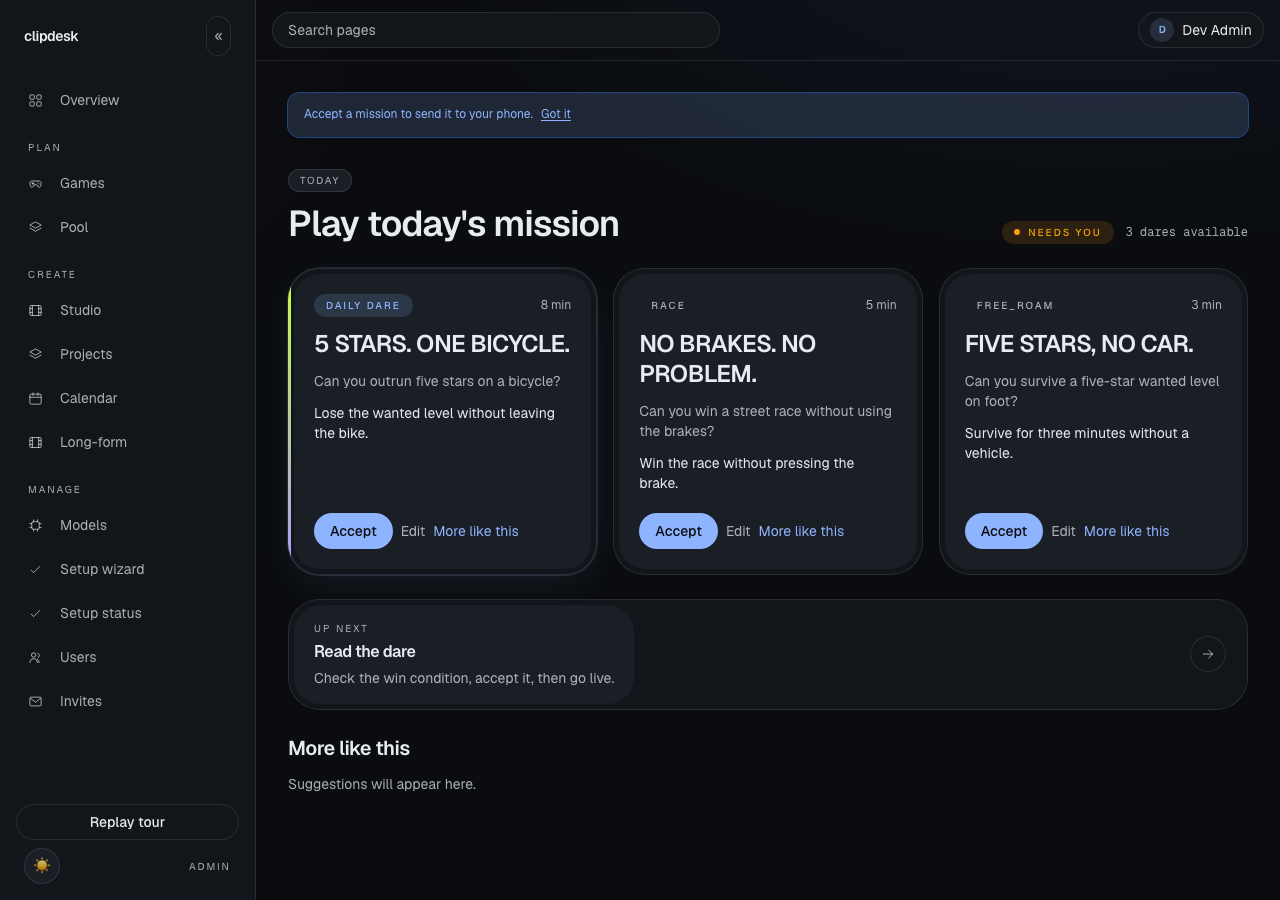 clipdesk
«
Search pages
D
Dev Admin
Overview
PLAN
Games
Pool
CREATE
Studio
Projects
Calendar
Long-form
MANAGE
Models
Setup wizard
Setup status
Users
Invites
Replay tour
ADMIN
Accept a mission to send it to your phone. Got it
TODAY
Play today's mission
NEEDS YOU
3 dares available
DAILY DARE
8 min
5 STARS. ONE BICYCLE.
Can you outrun five stars on a bicycle?
Lose the wanted level without leaving
the bike.
Accept Edit More like this
RACE
5 min
NO BRAKES. NO
PROBLEM.
Can you win a street race without using
the brakes?
Win the race without pressing the
brake.
Accept Edit More like this
FREE_ROAM
3 min
FIVE STARS, NO CAR.
Can you survive a five-star wanted level
on foot?
Survive for three minutes without a
vehicle.
Accept Edit More like this
UP NEXT
Read the dare
Check the win condition, accept it, then go live.
More like this
Suggestions will appear here.